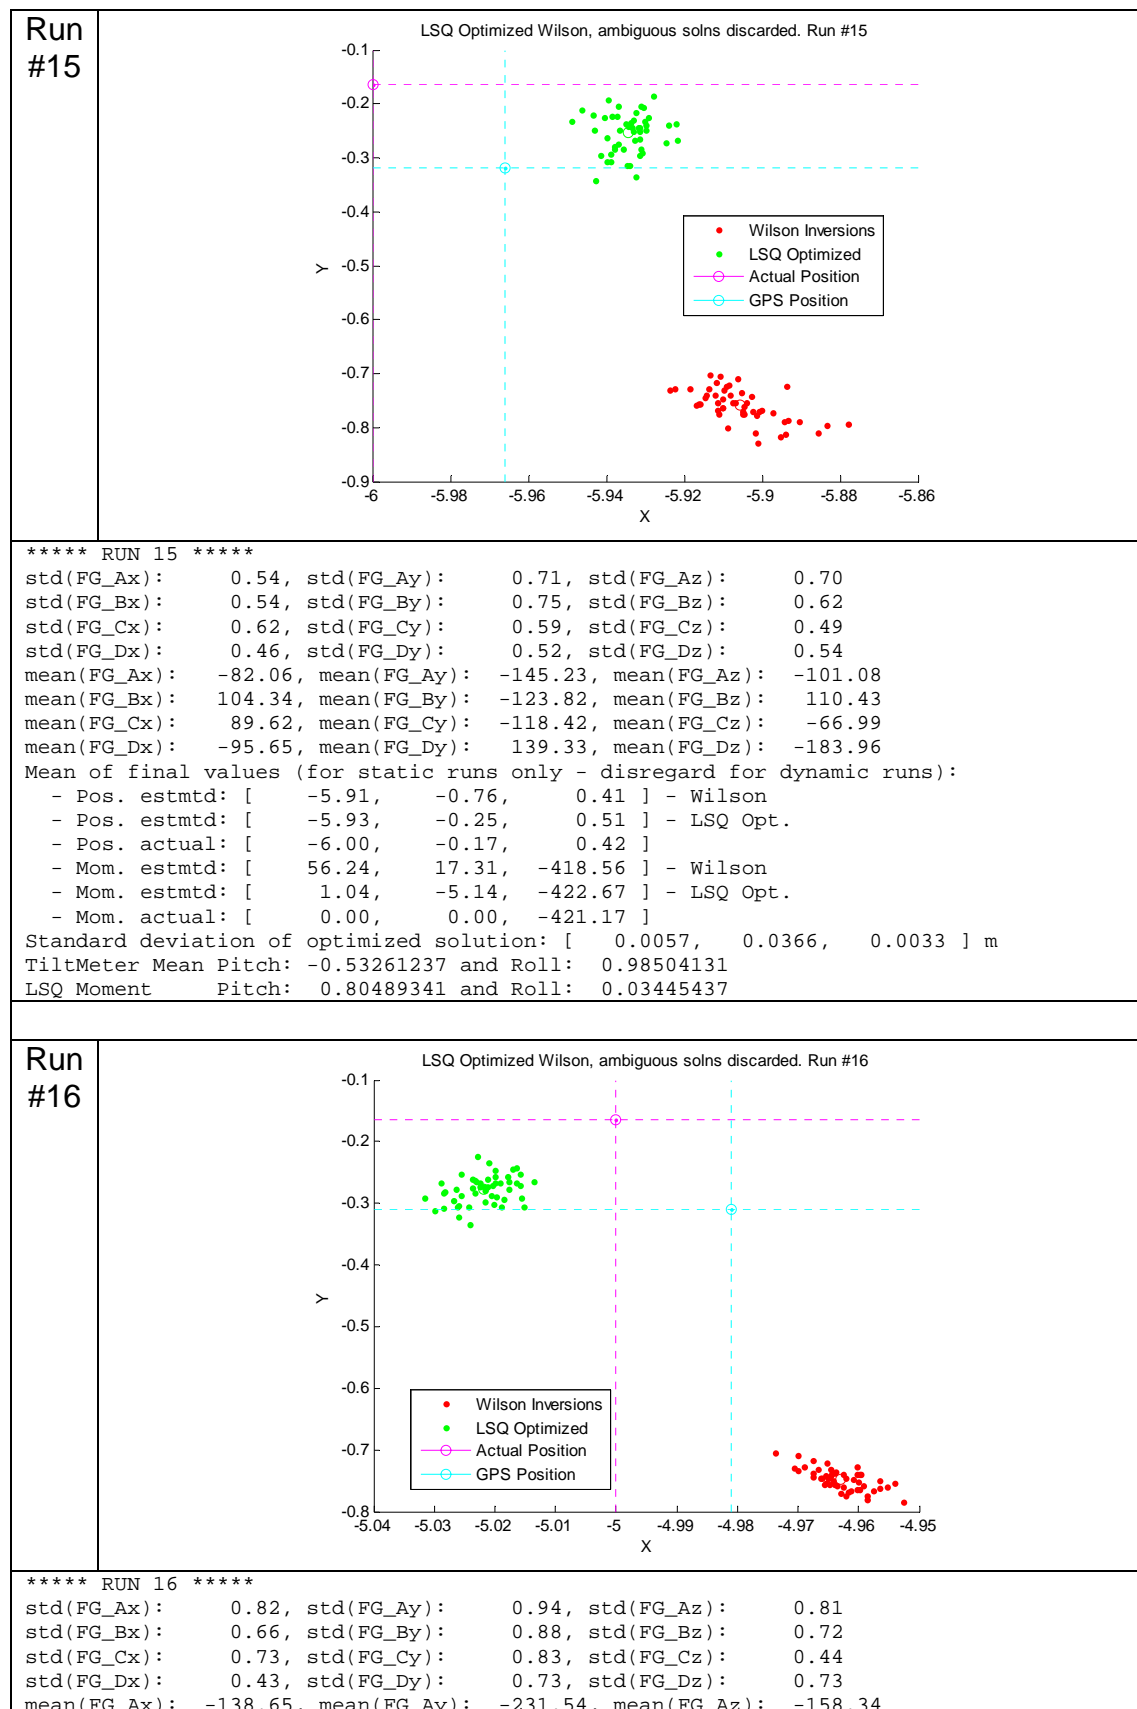 Run
#15
LSQ Optimized Wilson, ambiguous solns discarded. Run #15
-0.1
-0.2
-0.3
-0.4
-0.5
-0.6
-0.7
-0.8
-0.9
Y
Wilson Inversions
LSQ Optimized
Actual Position
GPS Position
-6 -5.98 -5.96 -5.94 -5.92 -5.9 -5.88 -5.86
X
***** RUN 15 *****
std(FG_Ax): 0.54, std(FG_Ay): 0.71, std(FG_Az): 0.70
std(FG_Bx): 0.54, std(FG_By): 0.75, std(FG_Bz): 0.62
std(FG_Cx): 0.62, std(FG_Cy): 0.59, std(FG_Cz): 0.49
std(FG_Dx): 0.46, std(FG_Dy): 0.52, std(FG_Dz): 0.54
mean(FG_Ax): -82.06, mean(FG_Ay): -145.23, mean(FG_Az): -101.08
mean(FG_Bx): 104.34, mean(FG_By): -123.82, mean(FG_Bz): 110.43
mean(FG_Cx): 89.62, mean(FG_Cy): -118.42, mean(FG_Cz): -66.99
mean(FG_Dx): -95.65, mean(FG_Dy): 139.33, mean(FG_Dz): -183.96
Mean of final values (for static runs only - disregard for dynamic runs):
- Pos. estmtd: [ -5.91, -0.76, 0.41 ] - Wilson
- Pos. estmtd: [ -5.93, -0.25, 0.51 ] - LSQ Opt.
- Pos. actual: [ -6.00, -0.17, 0.42 ]
- Mom. estmtd: [ 56.24, 17.31, -418.56 ] - Wilson
- Mom. estmtd: [ 1.04, -5.14, -422.67 ] - LSQ Opt.
- Mom. actual: [ 0.00, 0.00, -421.17 ]
Standard deviation of optimized solution: [ 0.0057, 0.0366, 0.0033 ] m
TiltMeter Mean Pitch: -0.53261237 and Roll: 0.98504131
LSQ Moment Pitch: 0.80489341 and Roll: 0.03445437
Run
#16
LSQ Optimized Wilson, ambiguous solns discarded. Run #16
-0.1
-0.2
-0.3
-0.4
-0.5
-0.6
-0.7
-0.8
Y
Wilson Inversions
LSQ Optimized
Actual Position
GPS Position
-5.04 -5.03 -5.02 -5.01 -5 -4.99 -4.98 -4.97 -4.96 -4.95
X
***** RUN 16 *****
std(FG_Ax): 0.82, std(FG_Ay): 0.94, std(FG_Az): 0.81
std(FG_Bx): 0.66, std(FG_By): 0.88, std(FG_Bz): 0.72
std(FG_Cx): 0.73, std(FG_Cy): 0.83, std(FG_Cz): 0.44
std(FG_Dx): 0.43, std(FG_Dy): 0.73, std(FG_Dz): 0.73
mean(FG_Ax): -138.65, mean(FG_Ay): -231.54, mean(FG_Az): -158.34